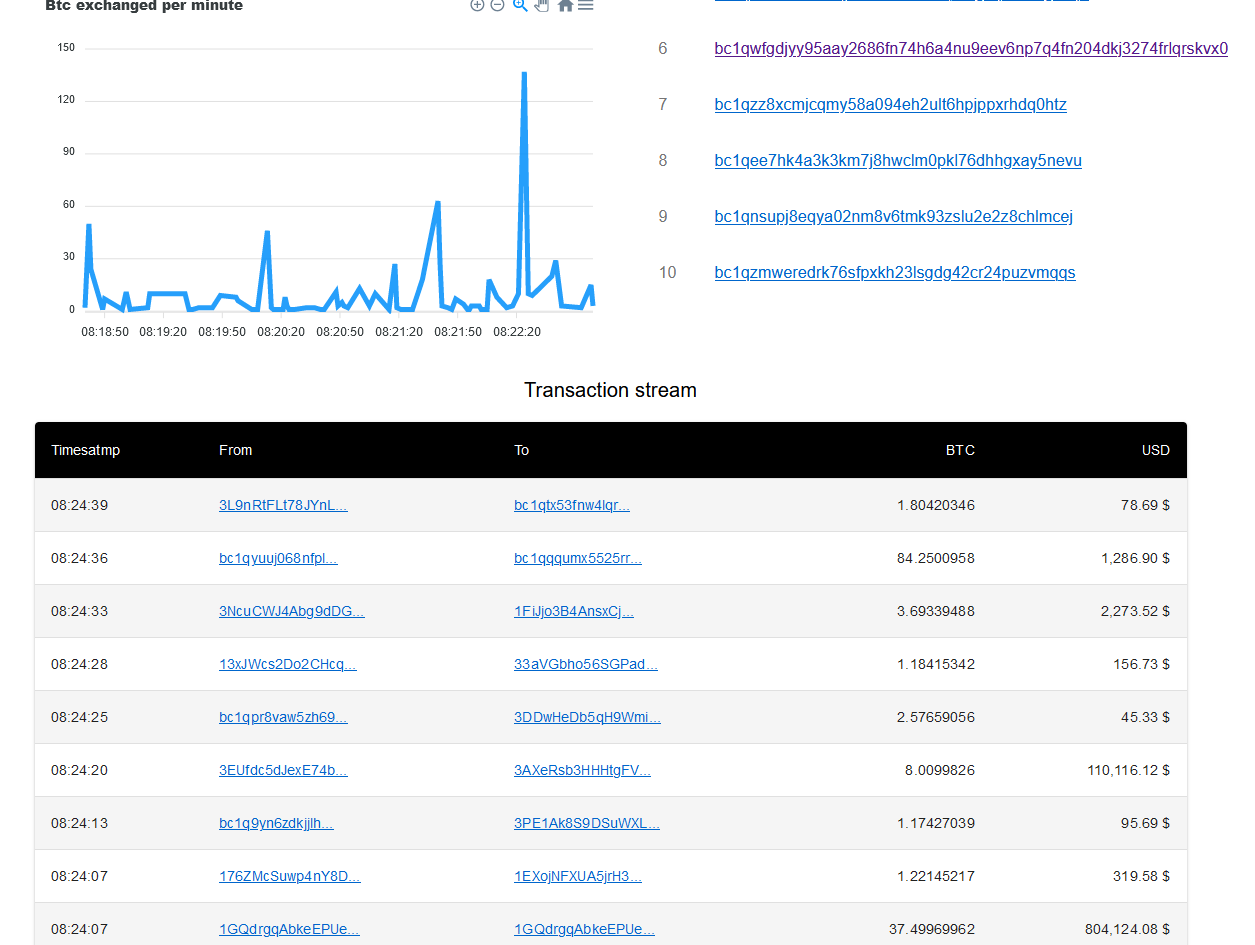 Btc exchanged per minute
150
120
90
60
30
0
08:18:50 08:19:20 08:19:50 08:20:20 08:20:50 08:21:20 08:21:50 08:22:20
6 bc1qwfgdjyy95aay2686fn74h6a4nu9eev6np7q4fn204dkj3274frlqrskvx0
7 bc1qzz8xcmjcqmy58a094eh2ult6hpjppxrhdq0htz
8 bc1qee7hk4a3k3km7j8hwclm0pkl76dhhgxay5nevu
9 bc1qnsupj8eqya02nm8v6tmk93zslu2e2z8chlmcej
10 bc1qzmweredrk76sfpxkh23lsgdg42cr24puzvmqqs
Transaction stream
Timesatmp From To BTC USD
08:24:39 3L9nRtFLt78JYnL... bc1qtx53fnw4lqr... 1.80420346 78.69 $
08:24:36 bc1qyuuj068nfpl... bc1qqqumx5525rr... 84.2500958 1,286.90 $
08:24:33 3NcuCWJ4Abg9dDG... 1FiJjo3B4AnsxCj... 3.69339488 2,273.52 $
08:24:28 13xJWcs2Do2CHcq... 33aVGbho56SGPad... 1.18415342 156.73 $
08:24:25 bc1qpr8vaw5zh69... 3DDwHeDb5qH9Wmi... 2.57659056 45.33 $
08:24:20 3EUfdc5dJexE74b... 3AXeRsb3HHHtgFV... 8.0099826 110,116.12 $
08:24:13 bc1q9yn6zdkjjlh... 3PE1Ak8S9DSuWXL... 1.17427039 95.69 $
08:24:07 176ZMcSuwp4nY8D... 1EXojNFXUA5jrH3... 1.22145217 319.58 $
08:24:07 1GQdrgqAbkeEPUe... 1GQdrgqAbkeEPUe... 37.49969962 804,124.08 $